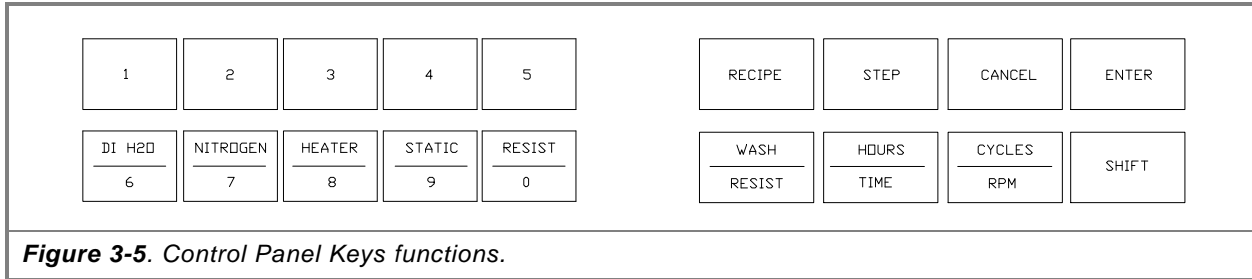 1 2 3 4 5 RECIPE STEP CANCEL ENTER
DI H2O NITROGEN HEATER STATIC RESIST WASH HOURS CYCLES SHIFT
6 7 8 9 0 RESIST TIME RPM
Figure 3-5. Control Panel Keys functions.